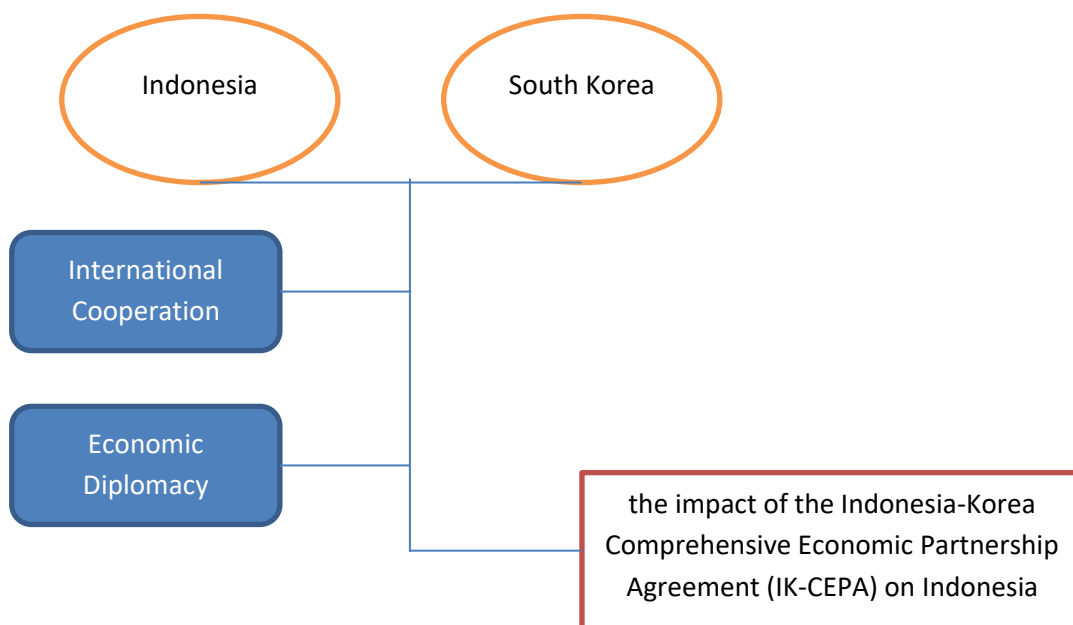 Indonesia
South Korea
International
Cooperation
Economic
Diplomacy
the impact of the Indonesia-Korea
Comprehensive Economic Partnership
Agreement (IK-CEPA) on Indonesia